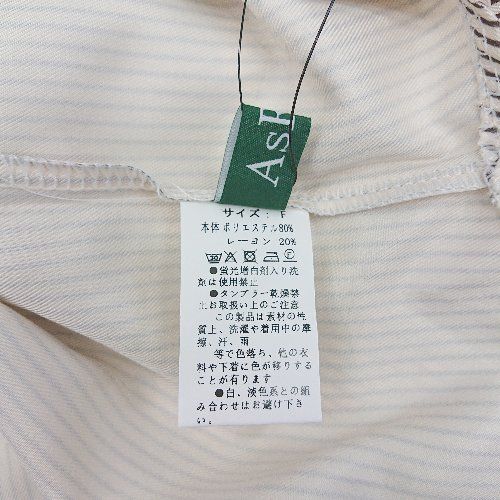 As
サイズ: F
本体 ポリエステル80%
レーヨン 20%
●蛍光増白剤入り洗
剤は使用禁止
●タンブラー乾燥禁
止お取扱い上のご注意
この製品は素材の特
質上、洗濯や着用中の摩
擦、汗、雨
等で色落ち、他の衣
料や下着に色が移りする
ことが有ります
●白、淡色系との組
み合わせはお避け下さ
い。